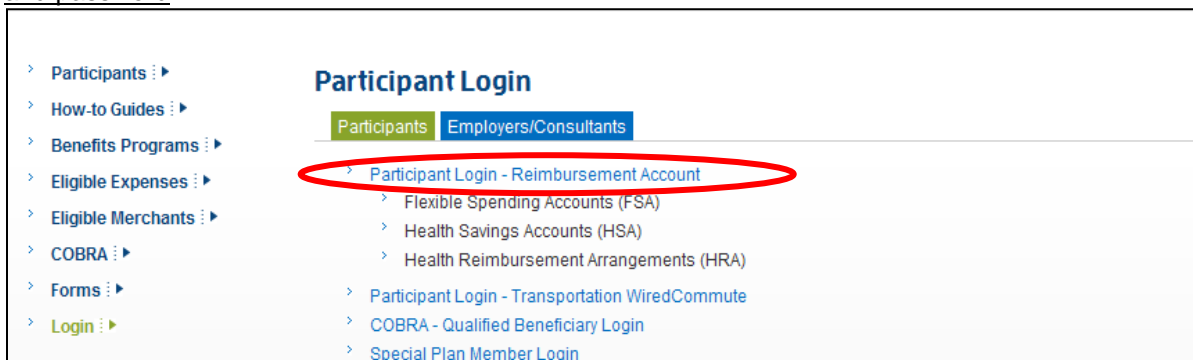 Participants
How-to Guides
Benefits Programs
Eligible Expenses
Eligible Merchants
COBRA
Forms
Login
Participant Login
Participants Employers/Consultants
Participant Login - Reimbursement Account
Flexible Spending Accounts (FSA)
Health Savings Accounts (HSA)
Health Reimbursement Arrangements (HRA)
Participant Login - Transportation WiredCommute
COBRA - Qualified Beneficiary Login
Special Plan Member Login